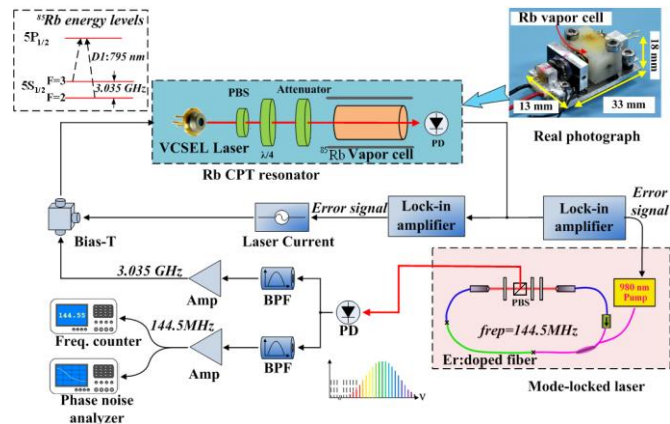 ⁸⁵Rb energy levels
5P1/2
D1:795 nm
5S1/2
F=3
3.035 GHz
F=2
PBS
Attenuator
VCSEL Laser
λ/4
⁸⁵Rb Vapor cell
PD
Rb CPT resonator
Rb vapor cell
18 mm
13 mm
33 mm
Real photograph
Bias-T
Laser Current
Error signal
Lock-in
amplifier
Lock-in
amplifier
Error
signal
3.035 GHz
Amp
BPF
PD
144.5MHz
Amp
BPF
144.55
Freq. counter
Phase noise
analyzer
ν
PBS
980 nm
Pump
frep=144.5MHz
Er:doped fiber
Mode-locked laser